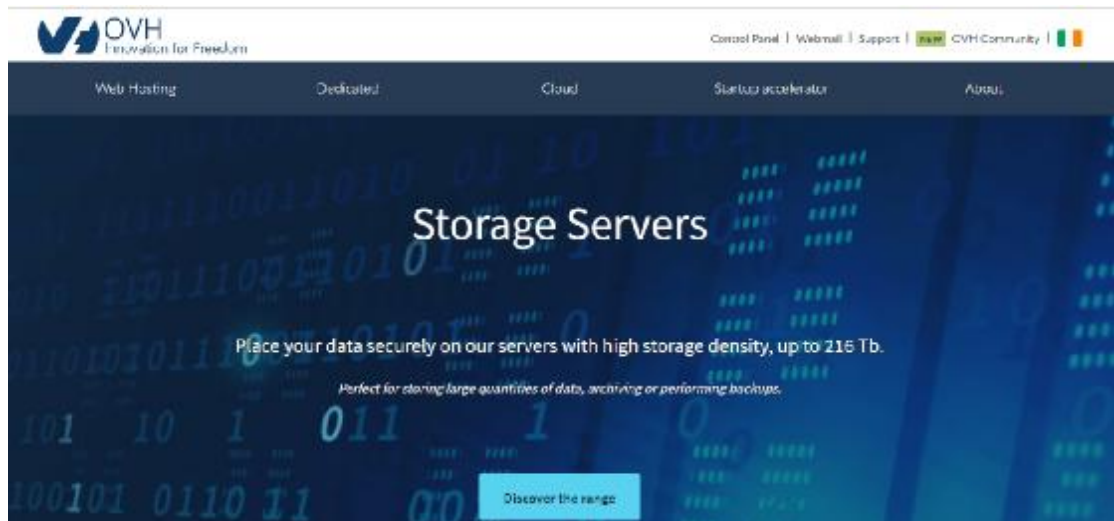 OVH
Innovation for Freedom
Control Panel | Webmail | Support | NEW OVH Community |
Web Hosting Dedicated Cloud Startup accelerator About
Storage Servers
Place your data securely on our servers with high storage density, up to 216 Tb.
Perfect for storing large quantities of data, archiving or performing backups.
Discover the range